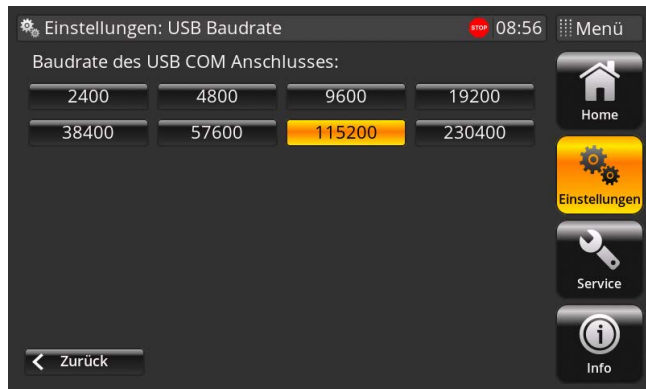 Einstellungen: USB Baudrate STOP 08:56 Menü
Baudrate des USB COM Anschlusses:
2400 4800 9600 19200
38400 57600 115200 230400
Home
Einstellungen
Service
Zurück
Info